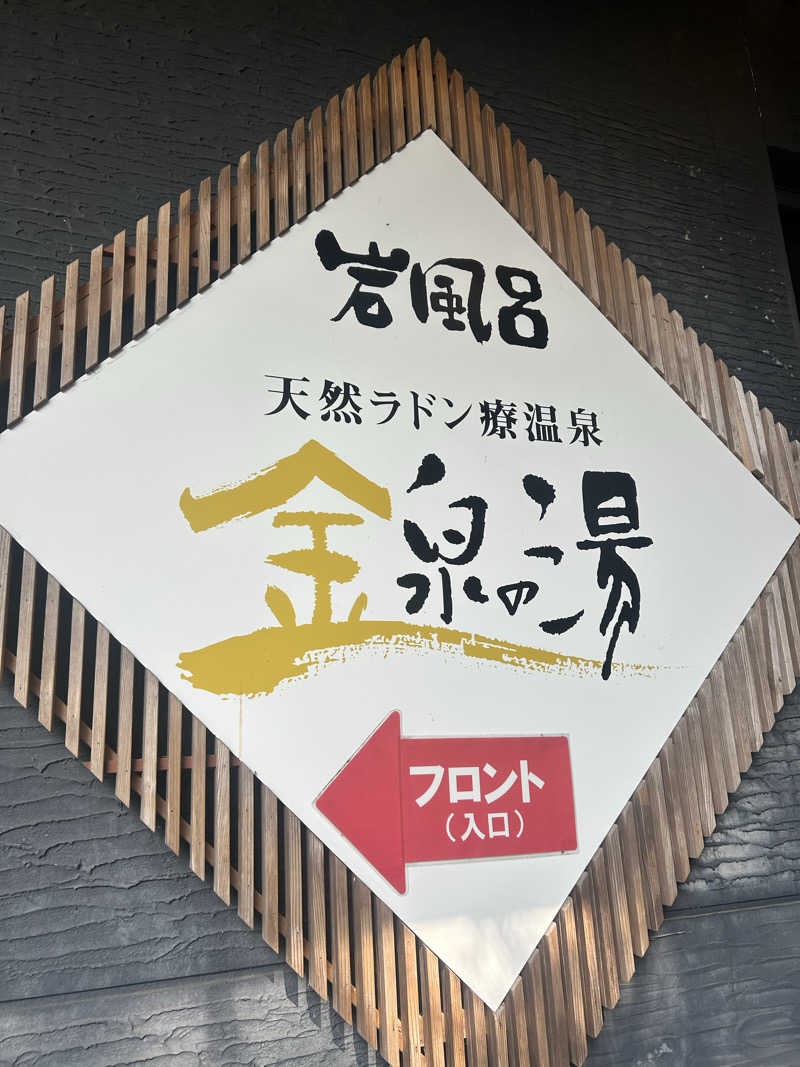 岩風呂
天然ラドン療温泉
金泉の湯
フロント
（入口）